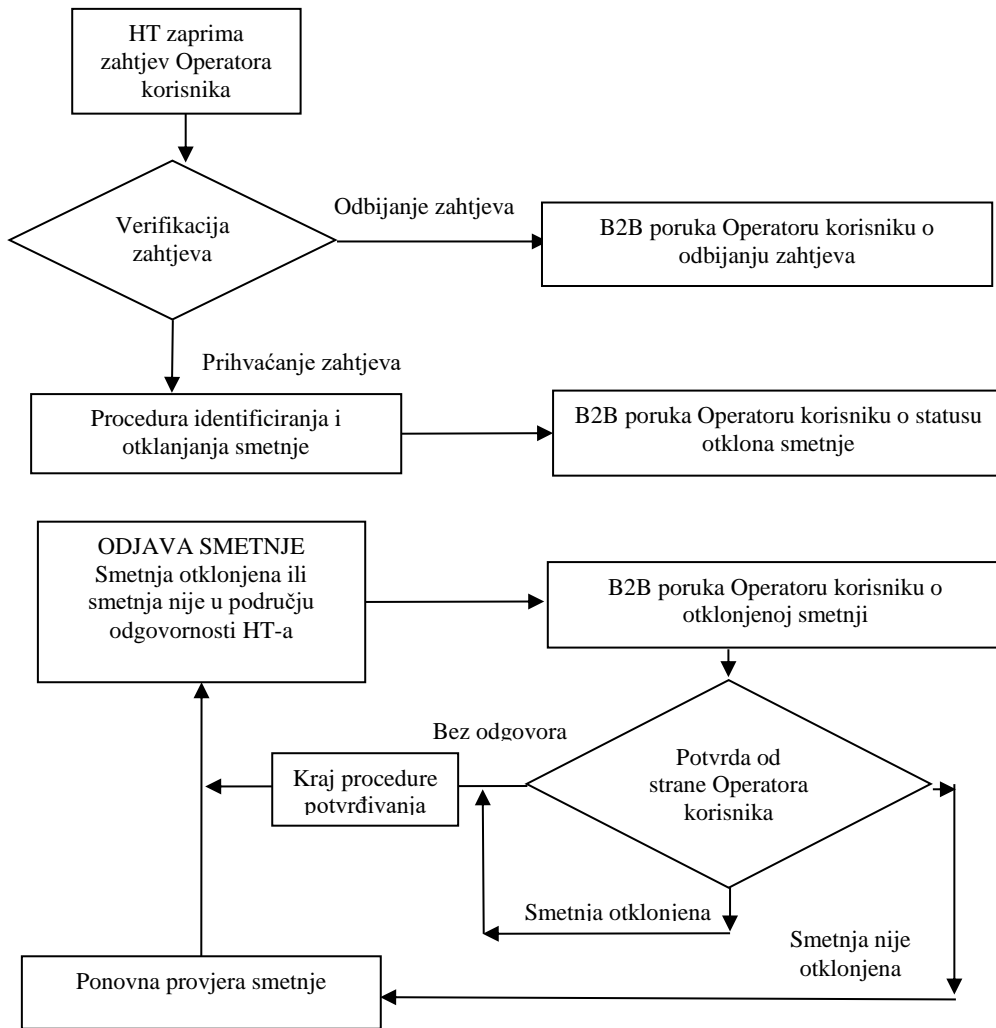 HT zaprima
zahtjev Operatora
korisnika
Verifikacija
zahtjeva
Odbijanje zahtjeva
B2B poruka Operatoru korisniku o
odbijanju zahtjeva
Prihvaćanje zahtjeva
Procedura identificiranja i
otklanjanja smetnje
B2B poruka Operatoru korisniku o statusu
otklona smetnje
ODJAVA SMETNJE
Smetnja otklonjena ili
smetnja nije u području
odgovornosti HT-a
B2B poruka Operatoru korisniku o
otklonjenoj smetnji
Bez odgovora
Kraj procedure
potvrđivanja
Potvrda od
strane Operatora
korisnika
Smetnja otklonjena
Smetnja nije
otklonjena
Ponovna provjera smetnje